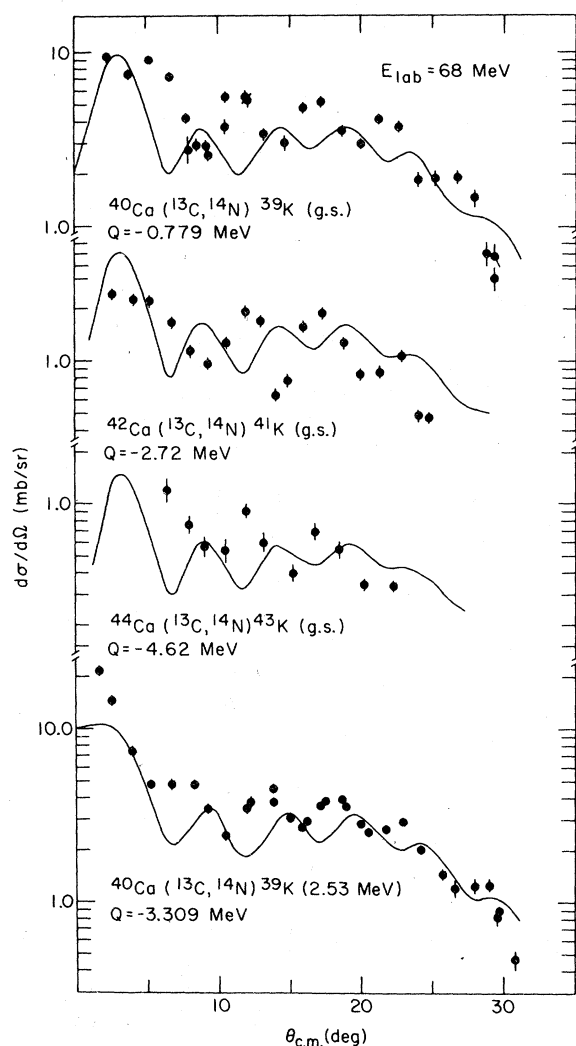 10
E_lab = 68 MeV
⁴⁰Ca (¹³C, ¹⁴N) ³⁹K (g.s.)
1.0
Q=-0.779 MeV
1.0
⁴²Ca (¹³C, ¹⁴N) ⁴¹K (g.s.)
Q=-2.72 MeV
1.0
dσ/dΩ (mb/sr)
⁴⁴Ca (¹³C, ¹⁴N) ⁴³K (g.s.)
Q=-4.62 MeV
10.0
⁴⁰Ca (¹³C, ¹⁴N) ³⁹K (2.53 MeV)
1.0
Q=-3.309 MeV
10 20 30
θ_c.m. (deg)